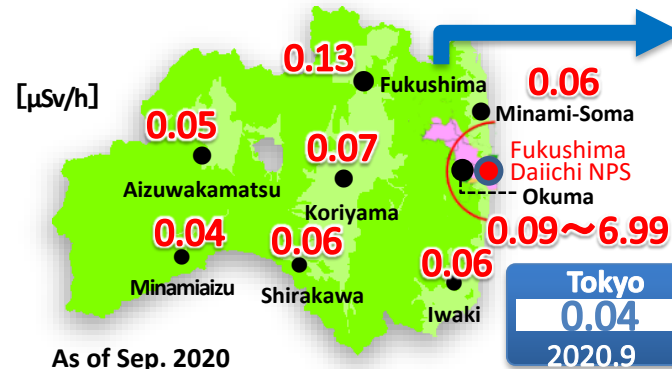 0.13
Fukushima
[μSv/h]
0.06
Minami-Soma
0.05
Aizuwakamatsu
0.07
Koriyama
Fukushima
Daiichi NPS
Okuma
0.09～6.99
0.04
Minamiaizu
0.06
Shirakawa
0.06
Iwaki
Tokyo
0.04
2020.9
As of Sep. 2020